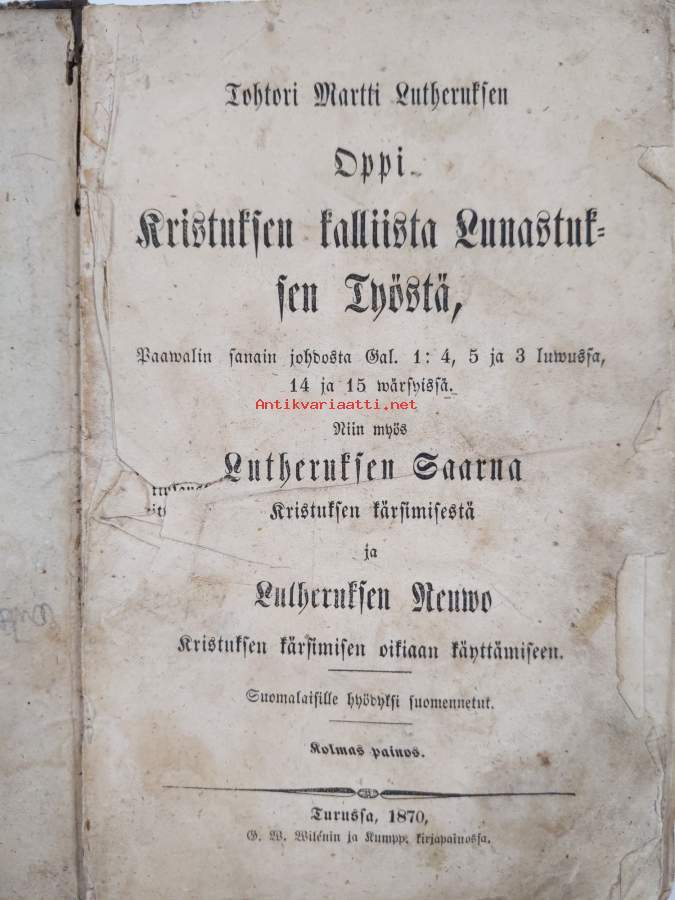 Tohtori Martti Lutheruksen
Oppi
Kristuksen kalliista Lunastuk-
sen Työstä,
Paawalin sanain johdosta Gal. 1: 4, 5 ja 3 luwussa,
14 ja 15 wärsyissä.
Antikvariaatti.net
Niin myös
Lutheruksen Saarna
Kristuksen kärsimisestä
ja
Lutheruksen Neuwo
Kristuksen kärsimisen oikiaan käyttämiseen.
Suomalaisille hyödyksi suomennetut.
Kolmas painos.
Turussa, 1870,
G. W. Wilénin ja Kumpp. kirjapainossa.